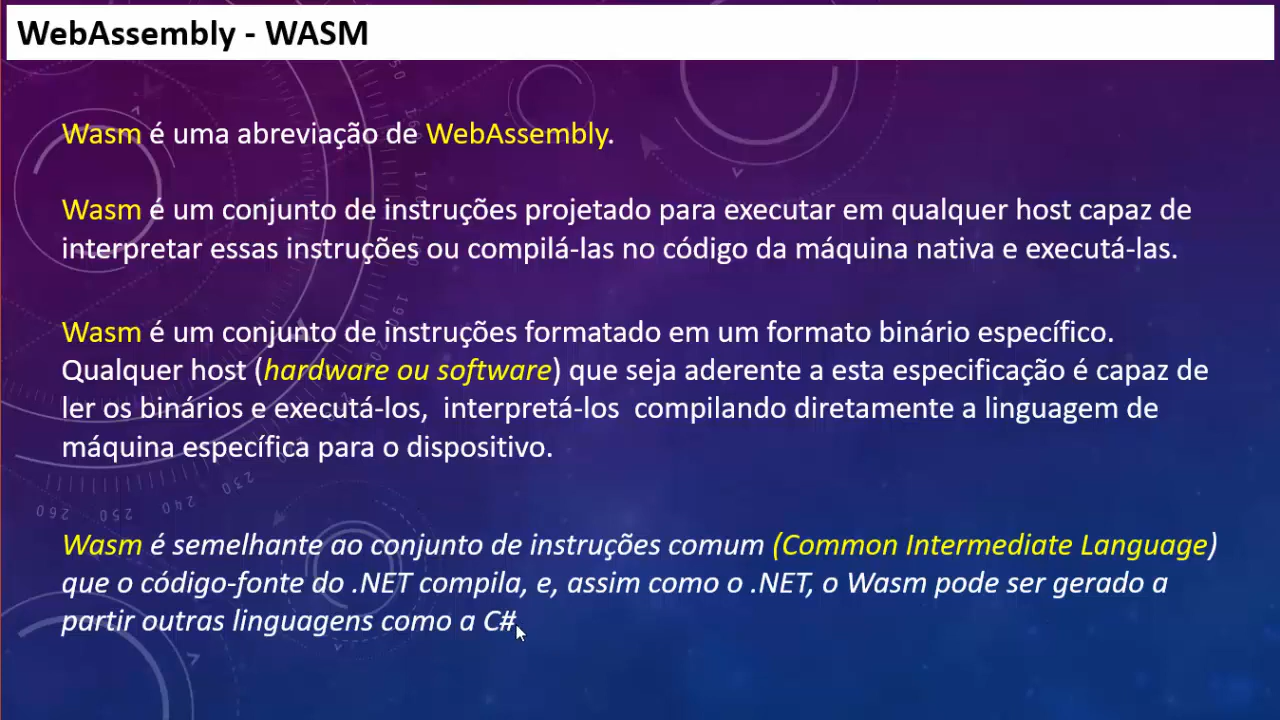 WebAssembly - WASM
Wasm é uma abreviação de WebAssembly.
Wasm é um conjunto de instruções projetado para executar em qualquer host capaz de
interpretar essas instruções ou compilá-las no código da máquina nativa e executá-las.
Wasm é um conjunto de instruções formatado em um formato binário específico.
Qualquer host (hardware ou software) que seja aderente a esta especificação é capaz de
ler os binários e executá-los, interpretá-los compilando diretamente a linguagem de
máquina específica para o dispositivo.
260 250 240 230
Wasm é semelhante ao conjunto de instruções comum (Common Intermediate Language)
que o código-fonte do .NET compila, e, assim como o .NET, o Wasm pode ser gerado a
partir outras linguagens como a C#.